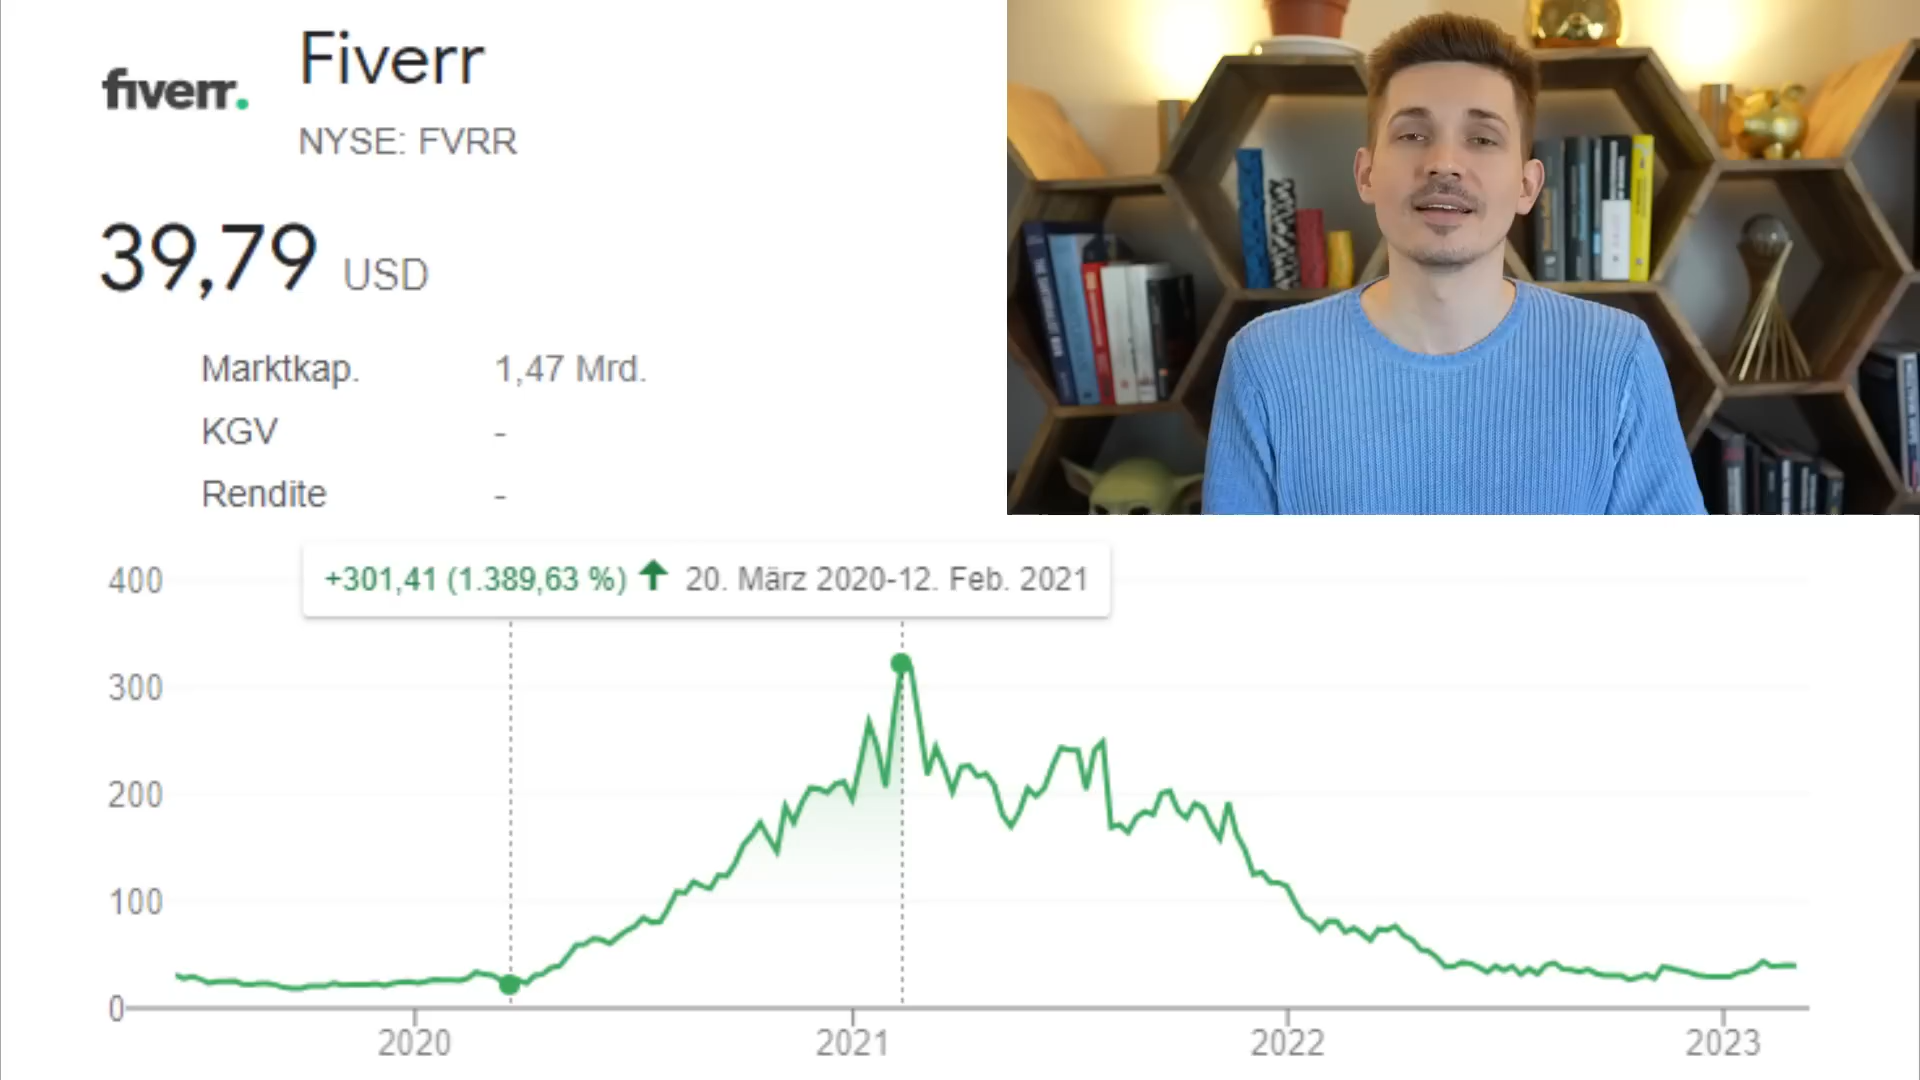 Fiverr
fiverr.
NYSE: FVRR
39,79 USD
Marktkap. 1,47 Mrd.
KGV -
Rendite -
+301,41 (1.389,63 %) ↑ 20. März 2020-12. Feb. 2021
400
300
200
100
0
2020 2021 2022 2023